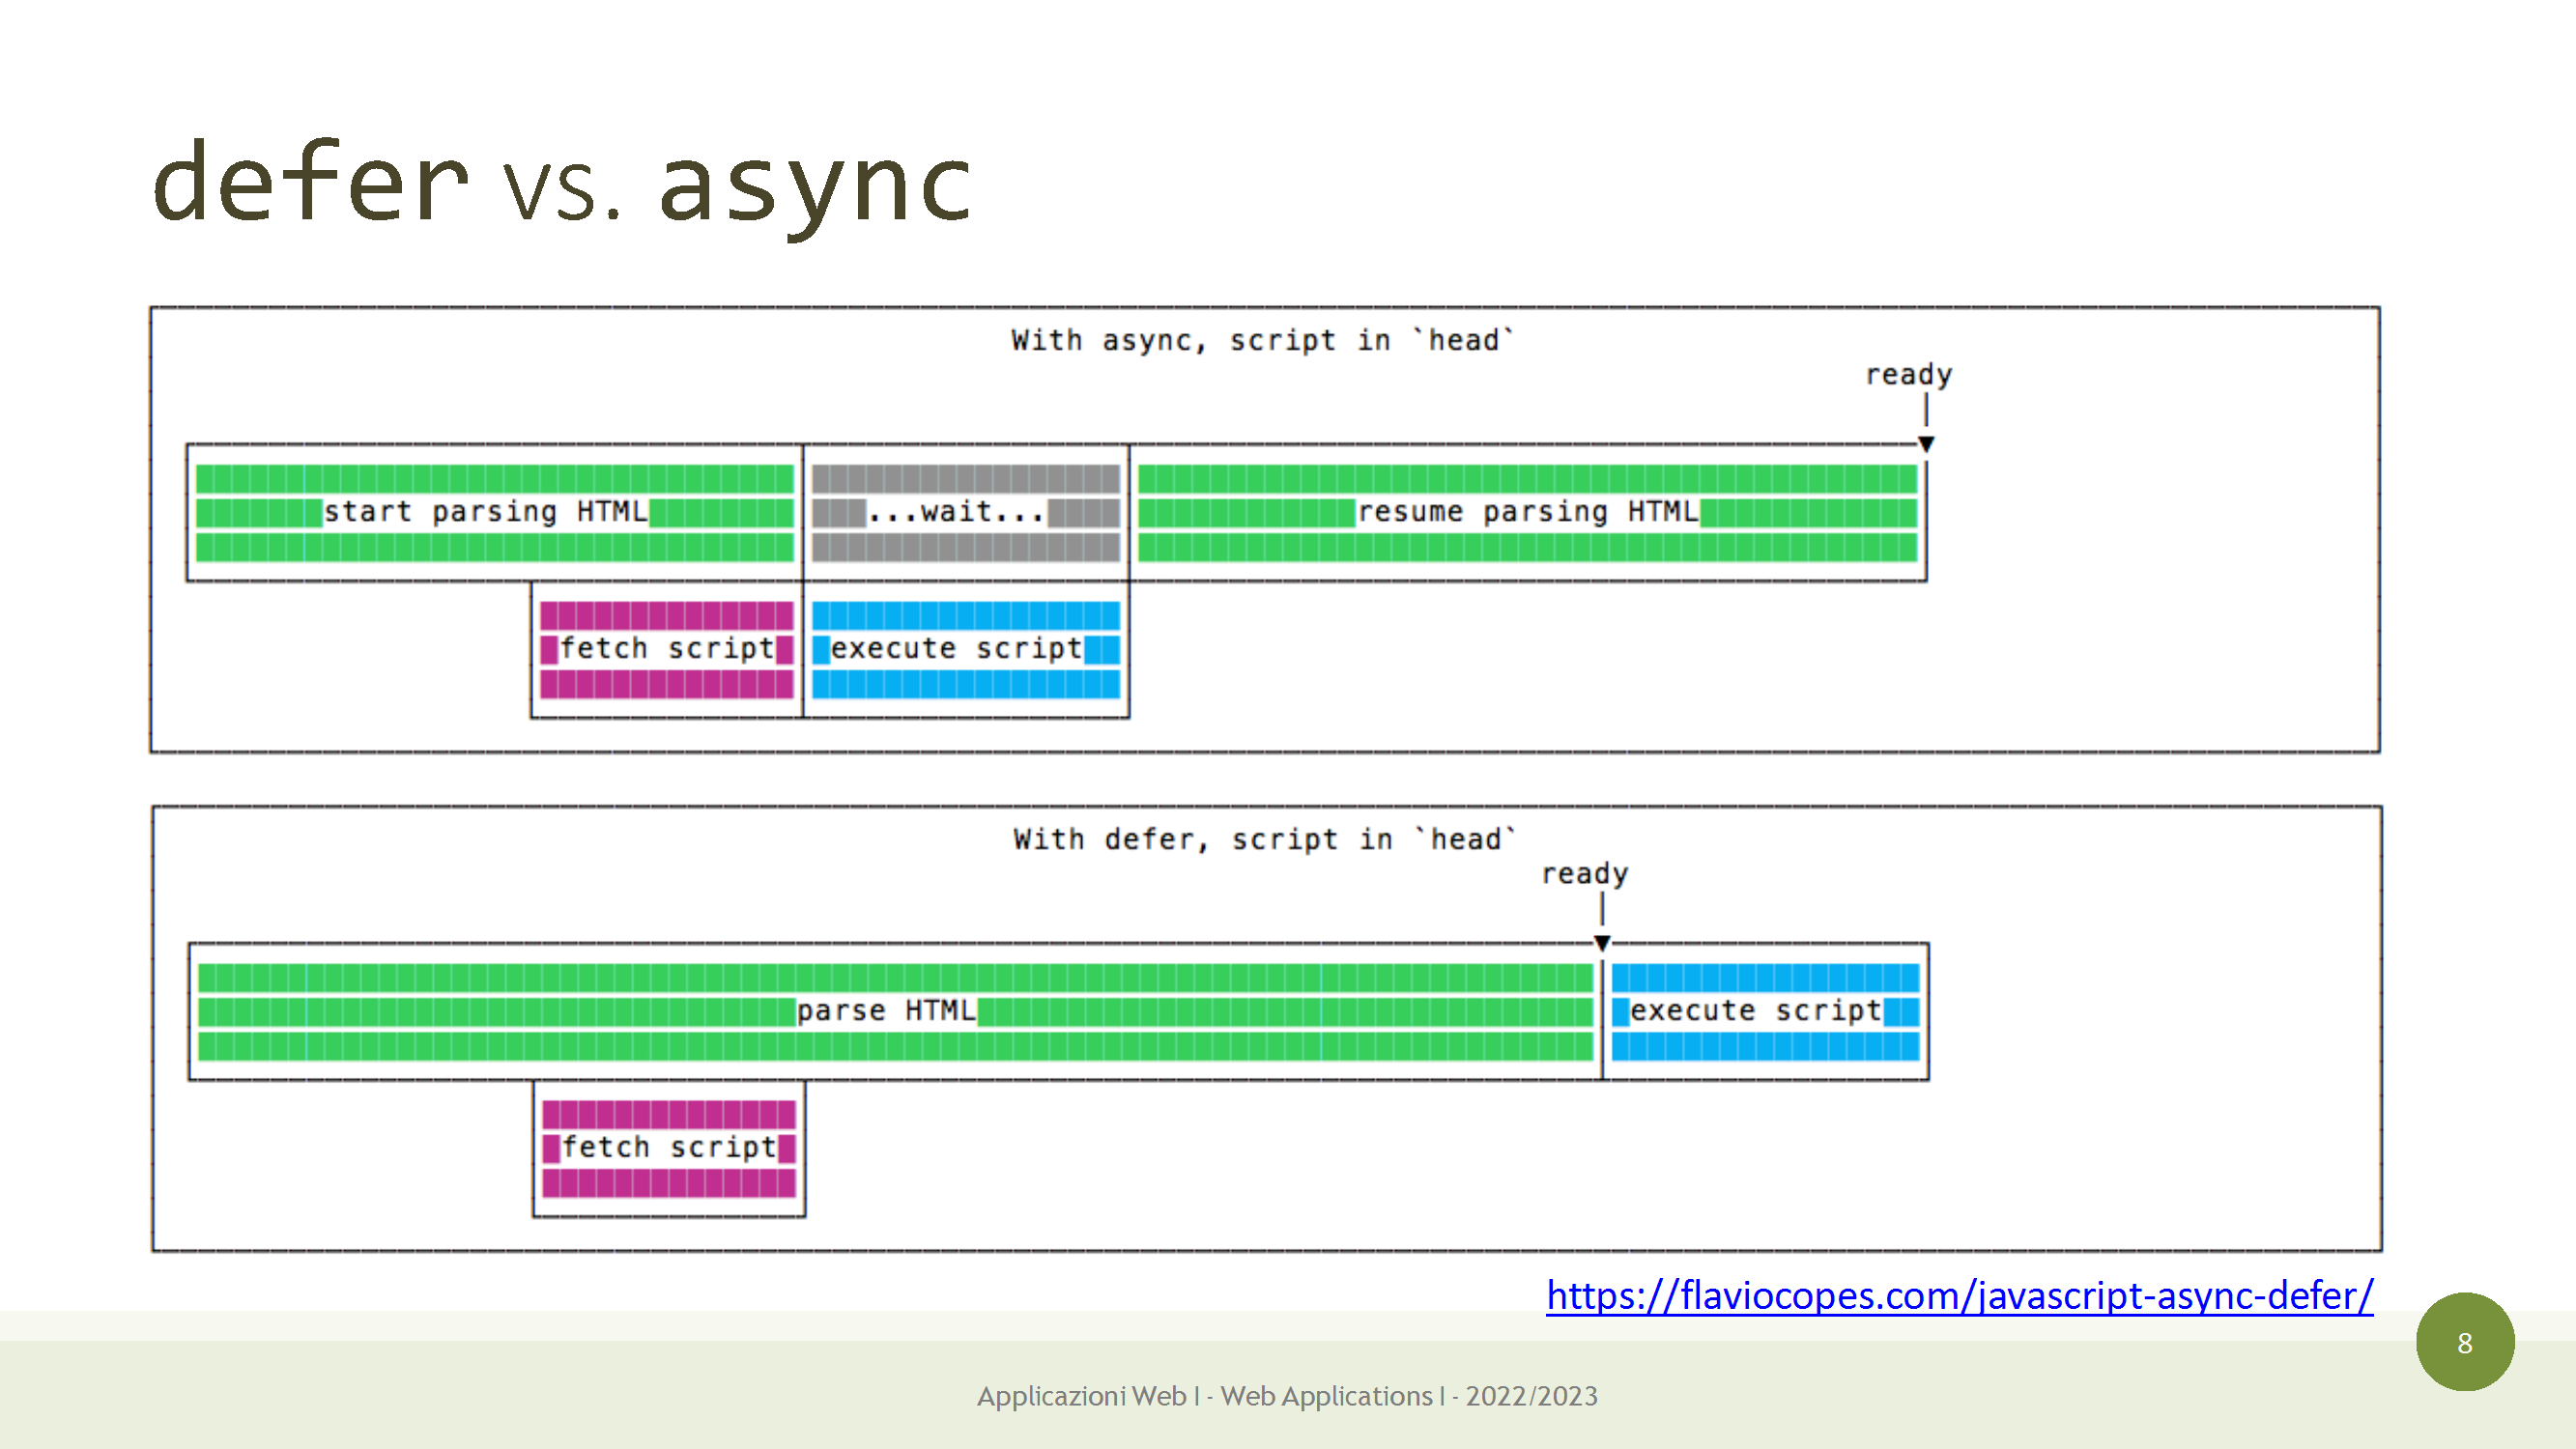 defer vs. async
With async, script in `head`
ready
start parsing HTML ...wait... resume parsing HTML
fetch script execute script
With defer, script in `head`
ready
parse HTML execute script
fetch script
https://flaviocopes.com/javascript-async-defer/
8
Applicazioni Web I - Web Applications I - 2022/2023